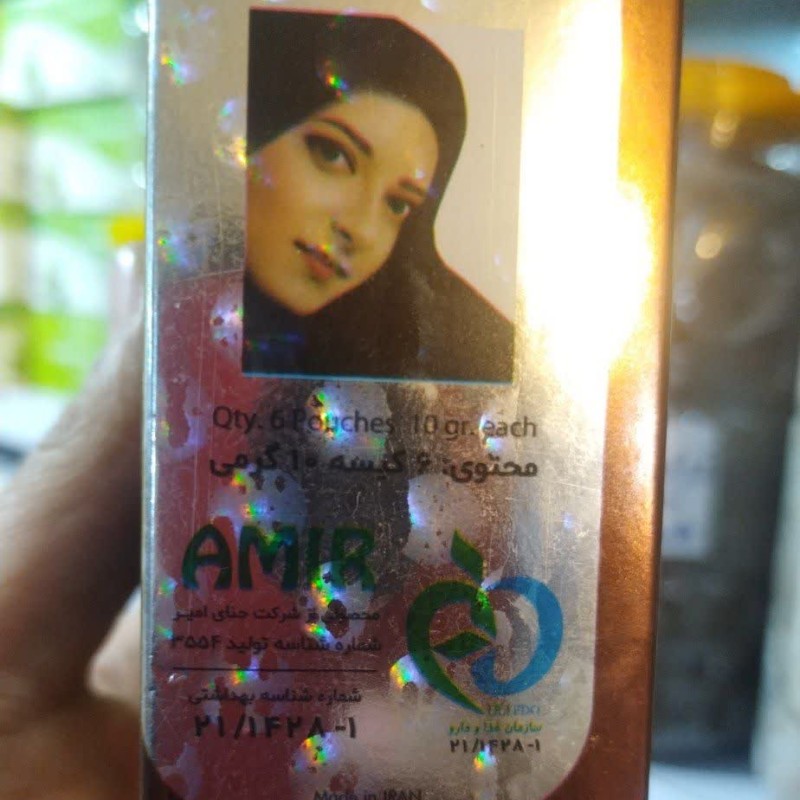 Qty. 6 Pouches 10 gr. each
محتوی: ۶ کیسه ۱۰ گرمی
AMIR
محصولی از شرکت حنای امیر
شماره شناسه تولید ۳۵۵۴
شماره شناسه بهداشتی
۲۱/۱۴۲۸-۱
سازمان غذا و دارو
۲۱/۱۴۲۸-۱
Made in IRAN